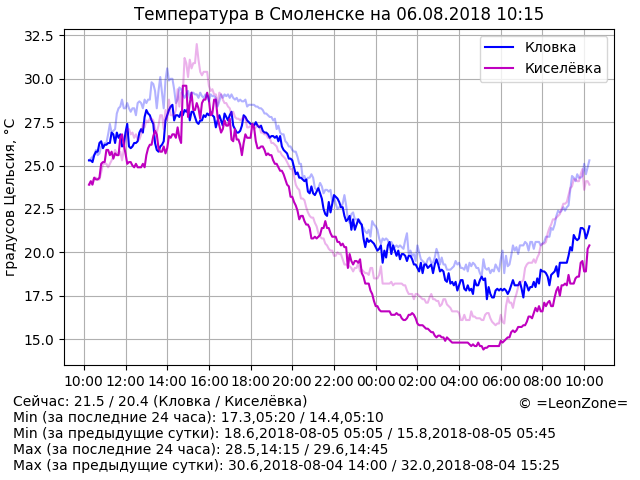 Температура в Смоленске на 06.08.2018 10:15
градусов Цельсия, °C
32.5
30.0
27.5
25.0
22.5
20.0
17.5
15.0
Кловка
Киселёвка
10:00 12:00 14:00 16:00 18:00 20:00 22:00 00:00 02:00 04:00 06:00 08:00 10:00
Сейчас: 21.5 / 20.4 (Кловка / Киселёвка)
© =LeonZone=
Min (за последние 24 часа): 17.3,05:20 / 14.4,05:10
Min (за предыдущие сутки): 18.6,2018-08-05 05:05 / 15.8,2018-08-05 05:45
Max (за последние 24 часа): 28.5,14:15 / 29.6,14:45
Max (за предыдущие сутки): 30.6,2018-08-04 14:00 / 32.0,2018-08-04 15:25